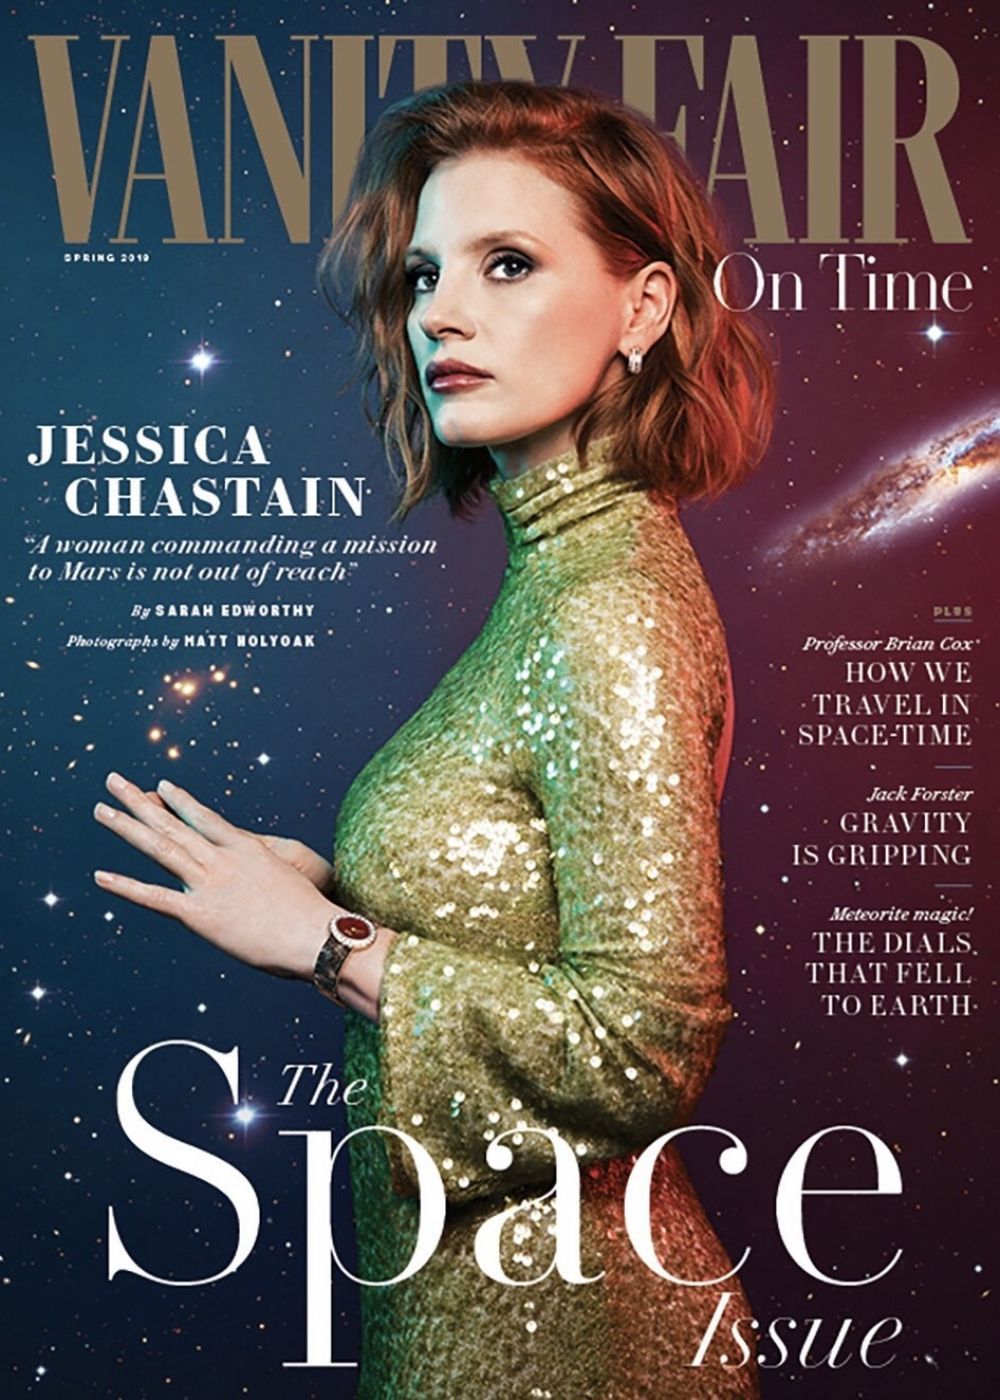 VANITY FAIR
SPRING 2019
On Time
JESSICA
CHASTAIN
“A woman commanding a mission
to Mars is not out of reach”
By SARAH EDWORTHY
Photographs by MATT HOLYOAK
PLUS
Professor Brian Cox
HOW WE
TRAVEL IN
SPACE-TIME
Jack Forster
GRAVITY
IS GRIPPING
Meteorite magic!
THE DIALS
THAT FELL
TO EARTH
The
Space
Issue